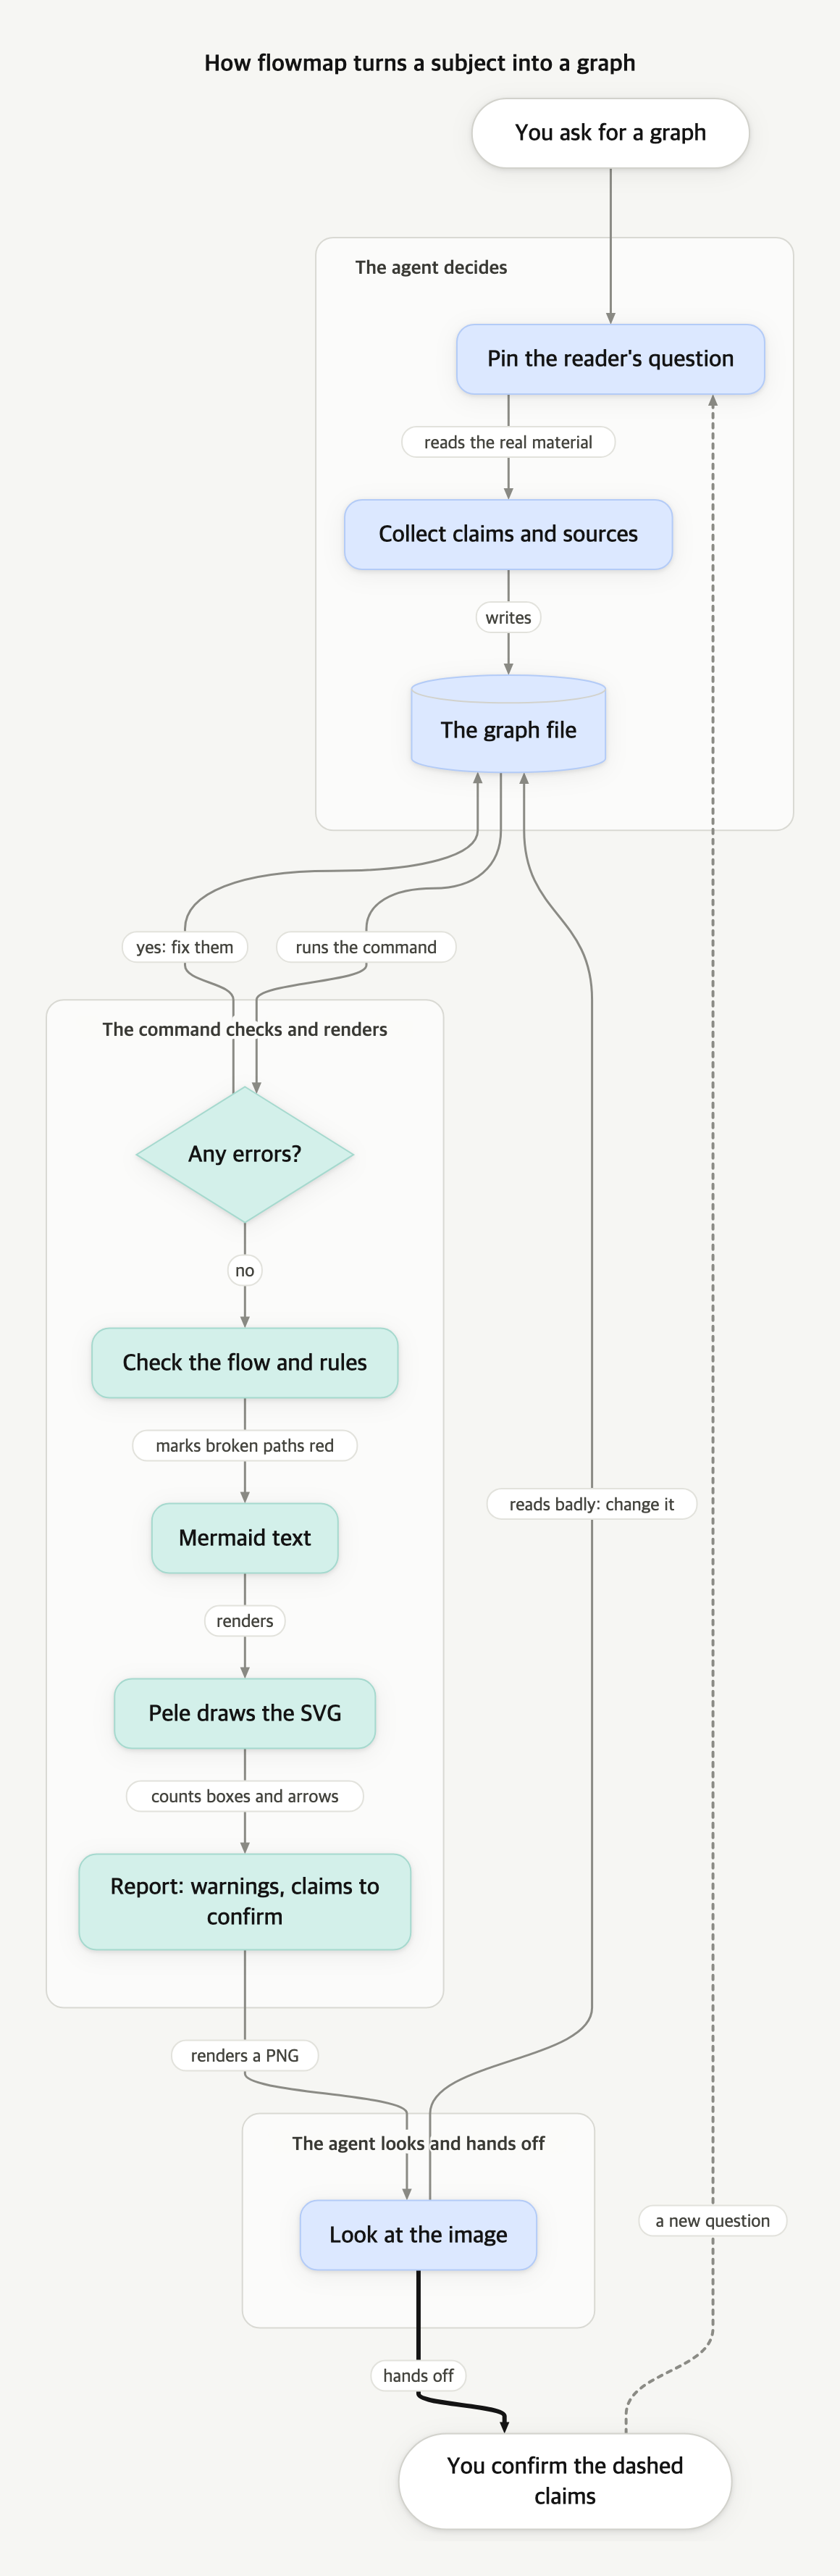 How flowmap turns a subject into a graph
You ask for a graph
The agent decides
Pin the reader's question
reads the real material
Collect claims and sources
writes
The graph file
yes: fix them
runs the command
The command checks and renders
Any errors?
no
Check the flow and rules
marks broken paths red
reads badly: change it
Mermaid text
renders
Pele draws the SVG
counts boxes and arrows
Report: warnings, claims to
confirm
renders a PNG
The agent looks and hands off
a new question
Look at the image
hands off
You confirm the dashed
claims